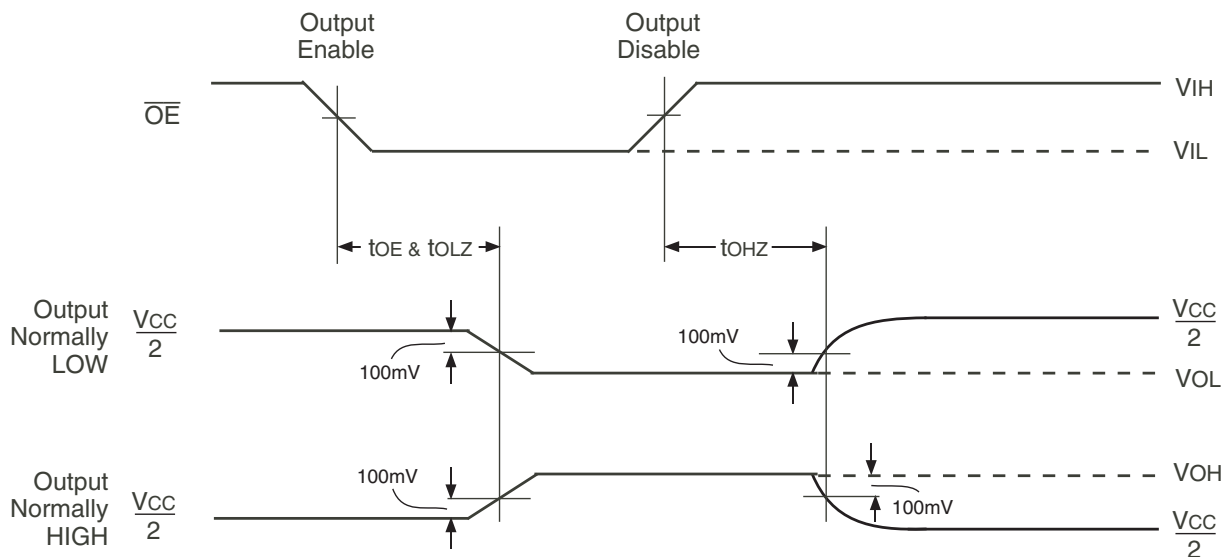 Output
Enable
Output
Disable
OE
VIH
VIL
tOE & tOLZ
tOHZ
Output
Normally
LOW
VCC
2
100mV
100mV
VCC
2
VOL
Output
Normally
HIGH
VCC
2
100mV
100mV
VOH
VCC
2